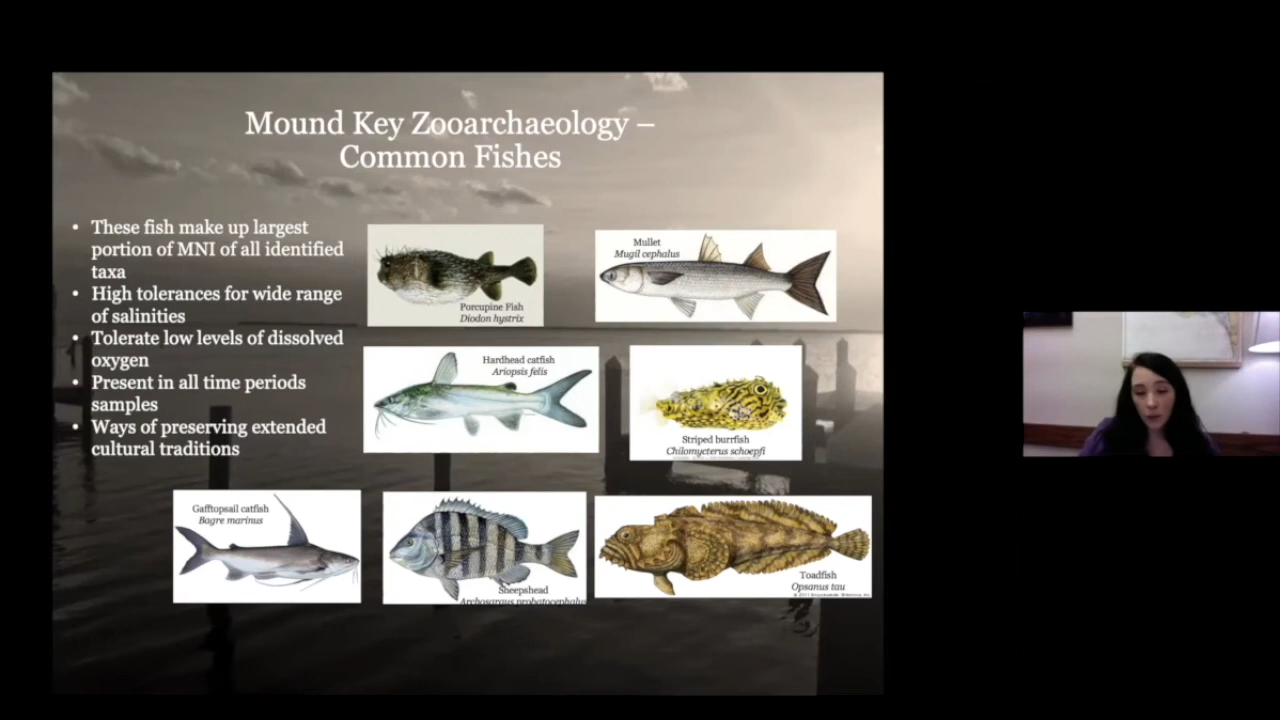 Mound Key Zooarchaeology –
Common Fishes
• These fish make up largest
portion of MNI of all identified
taxa
• High tolerances for wide range
of salinities
• Tolerate low levels of dissolved
oxygen
• Present in all time periods
samples
• Ways of preserving extended
cultural traditions
Porcupine Fish
Diodon hystrix
Mullet
Mugil cephalus
Hardhead catfish
Ariopsis felis
Striped burrfish
Chilomycterus schoepfi
Gafftopsail catfish
Bagre marinus
Sheepshead
Archosargus probatocephalus
Toadfish
Opsanus tau